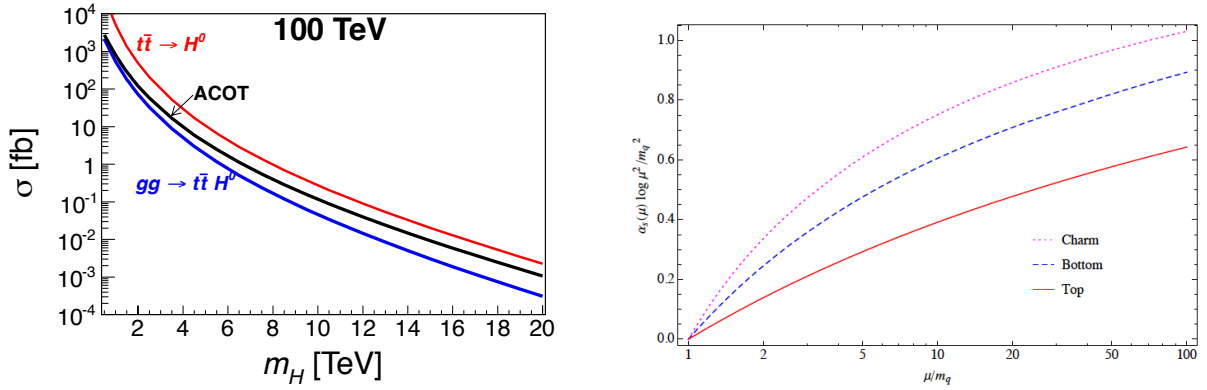 100 TeV
tt̄ → H⁰
ACOT
gg → tt̄ H⁰
σ [fb]
10⁴
10³
10²
10
1
10⁻¹
10⁻²
10⁻³
10⁻⁴
2 4 6 8 10 12 14 16 18 20
m_H [TeV]
α_s(μ) log μ²/m_q²
1.0
0.8
0.6
0.4
0.2
0.0
Charm
Bottom
Top
1 2 5 10 20 50 100
μ/m_q